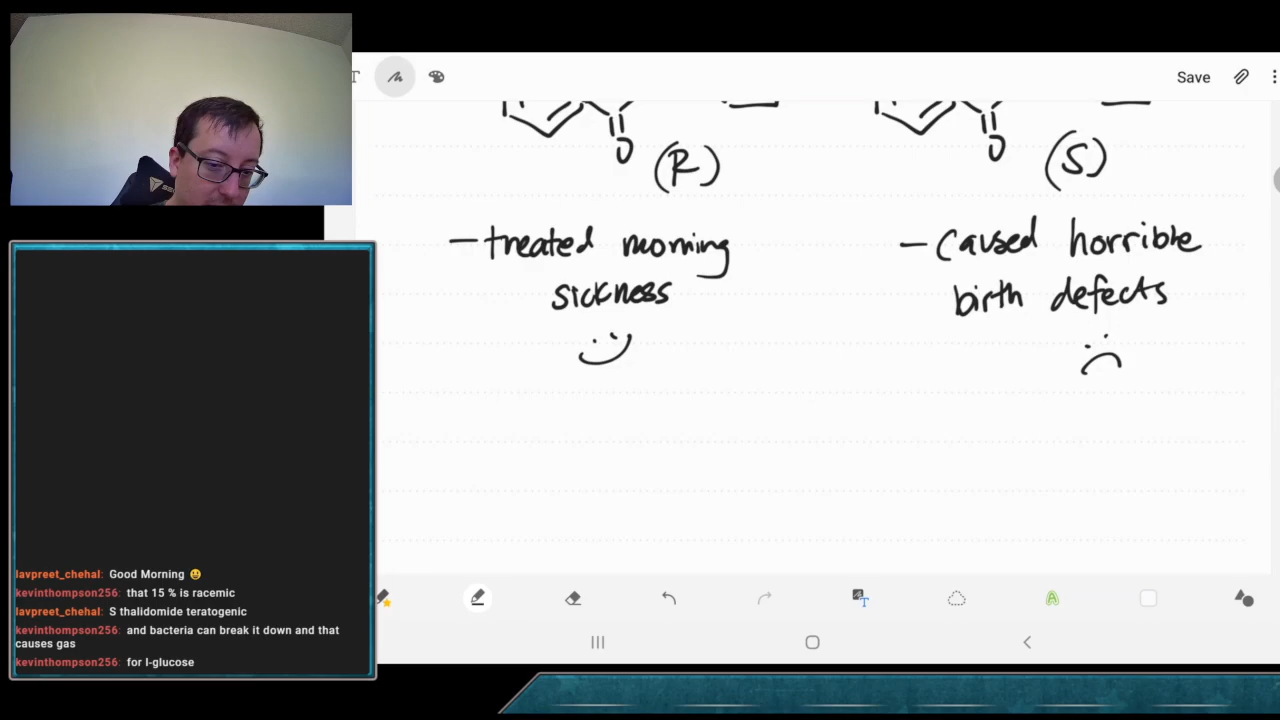 T
Save
O
(R)
O
(S)
– treated morning
sickness
– caused horrible
birth defects
lavpreet_chehal: Good Morning 😃
kevinthompson256: that 15 % is racemic
lavpreet_chehal: S thalidomide teratogenic
kevinthompson256: and bacteria can break it down and that
causes gas
kevinthompson256: for l-glucose